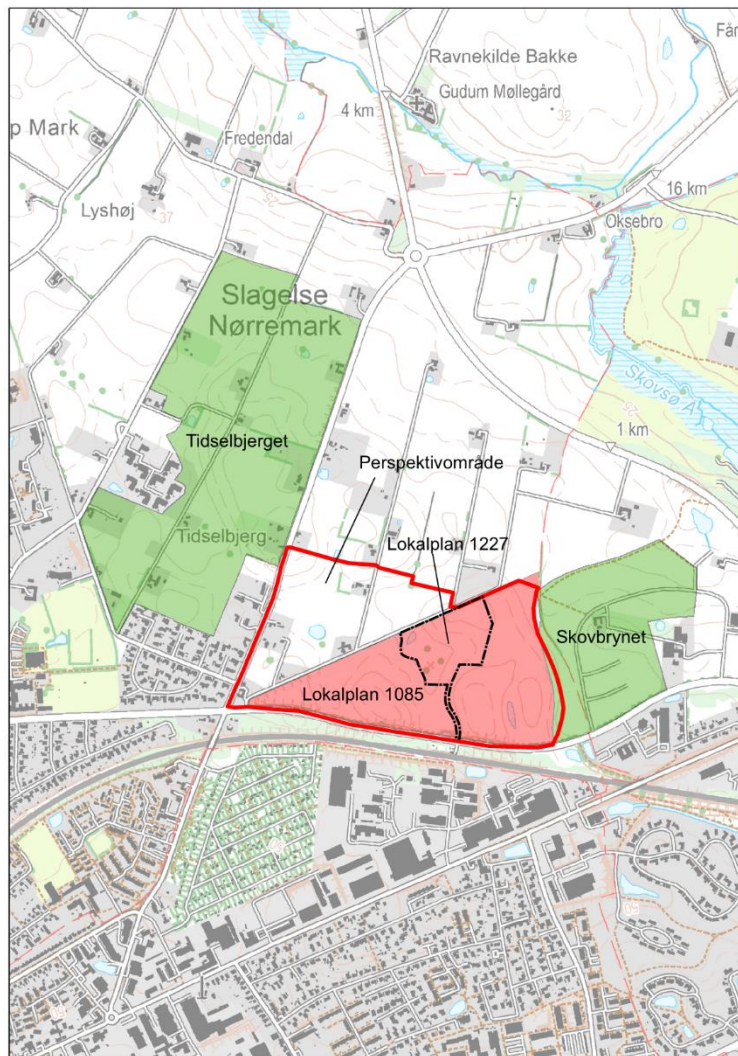 Ravnekilde Bakke
Gudum Møllegård
32
4 km
Fredendal
p Mark
16 km
Lyshøj
37
Oksebro
Slagelse
Nørremark
Skovsø Å
Tidselbjerget
1 km
Perspektivområde
Lokalplan 1227
Tidselbjerg
Skovbrynet
Lokalplan 1085